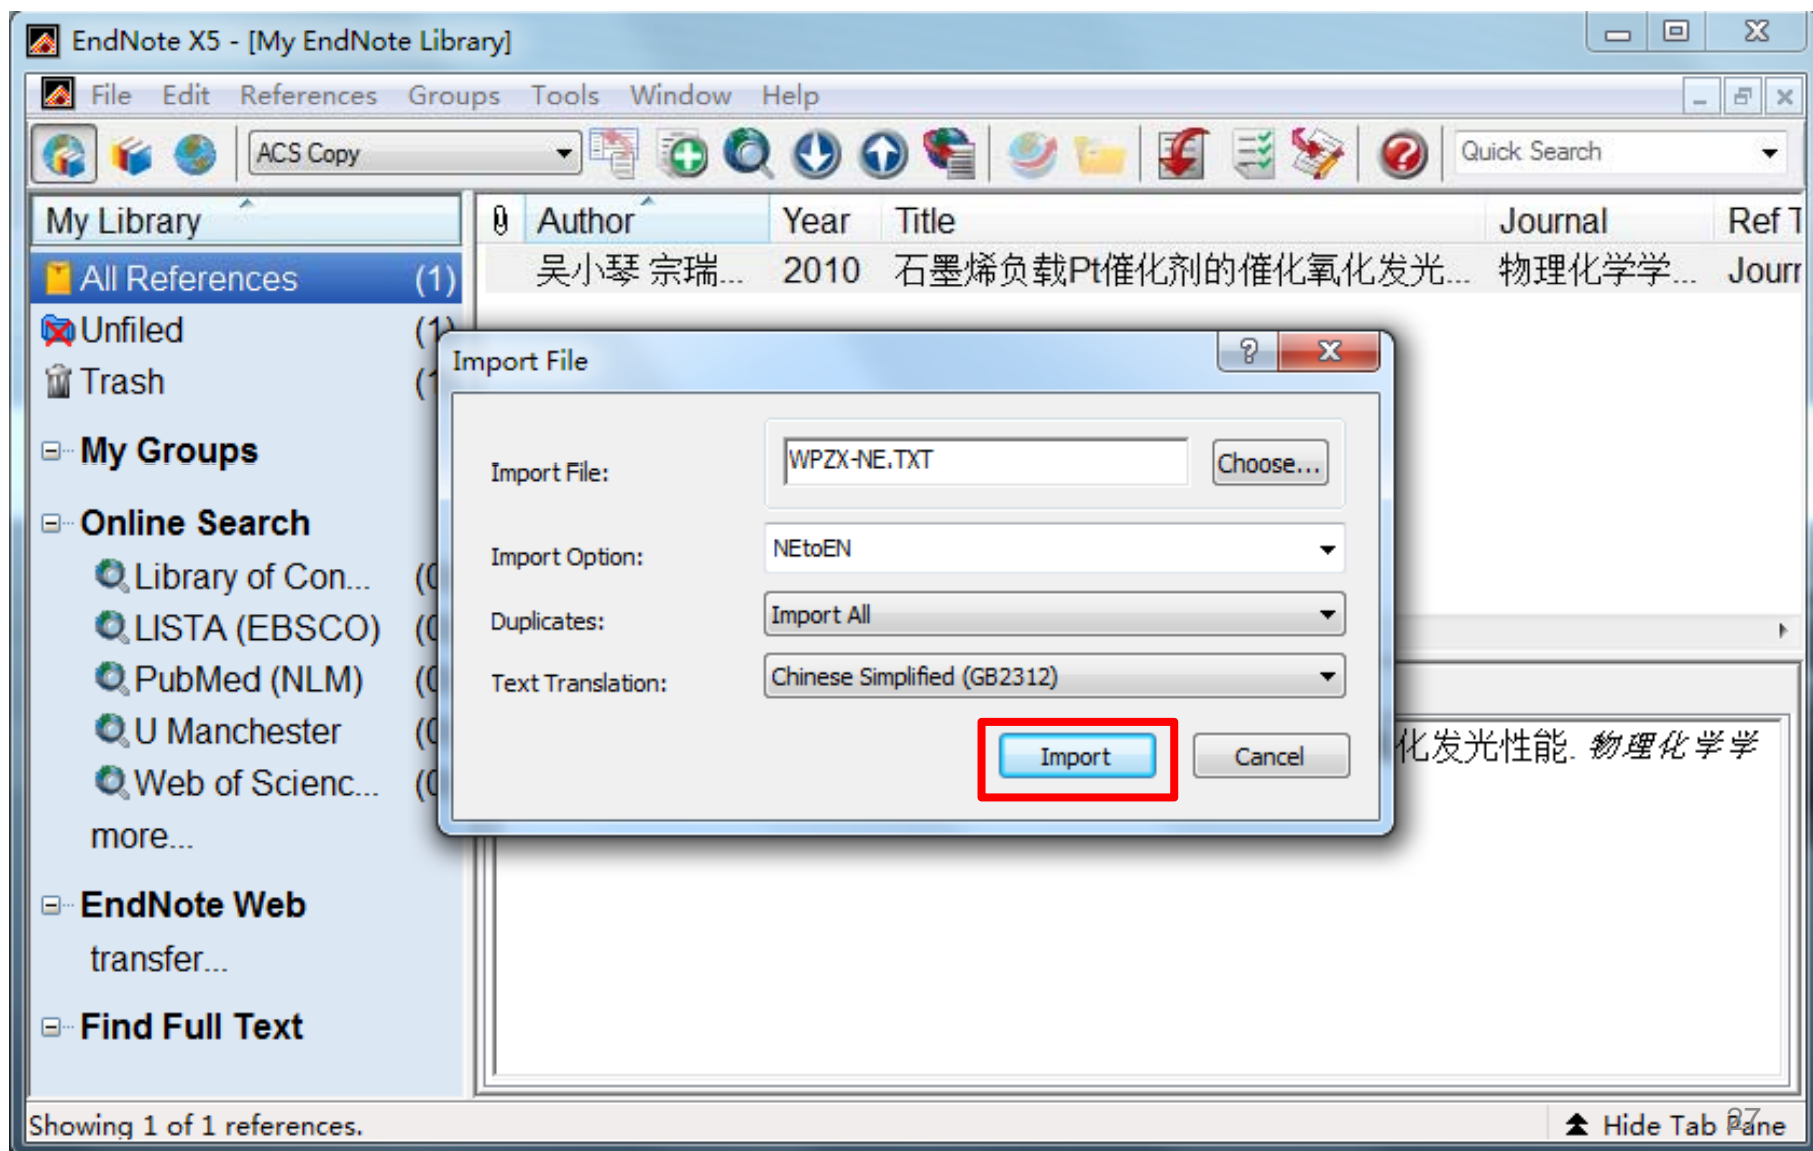 EndNote X5 - [My EndNote Library]
File Edit References Groups Tools Window Help
ACS Copy
Quick Search
My Library
Author Year Title Journal Ref T
All References (1)
吴小琴 宗瑞... 2010 石墨烯负载Pt催化剂的催化氧化发光... 物理化学学... Journ
Unfiled (1)
Trash
My Groups
Online Search
Library of Con...
LISTA (EBSCO)
PubMed (NLM)
U Manchester
Web of Scienc...
more...
EndNote Web
transfer...
Find Full Text
Import File
Import File: WPZX-NE.TXT Choose...
Import Option: NEtoEN
Duplicates: Import All
Text Translation: Chinese Simplified (GB2312)
Import Cancel
化发光性能. 物理化学学
Showing 1 of 1 references.
Hide Tab Pane
27